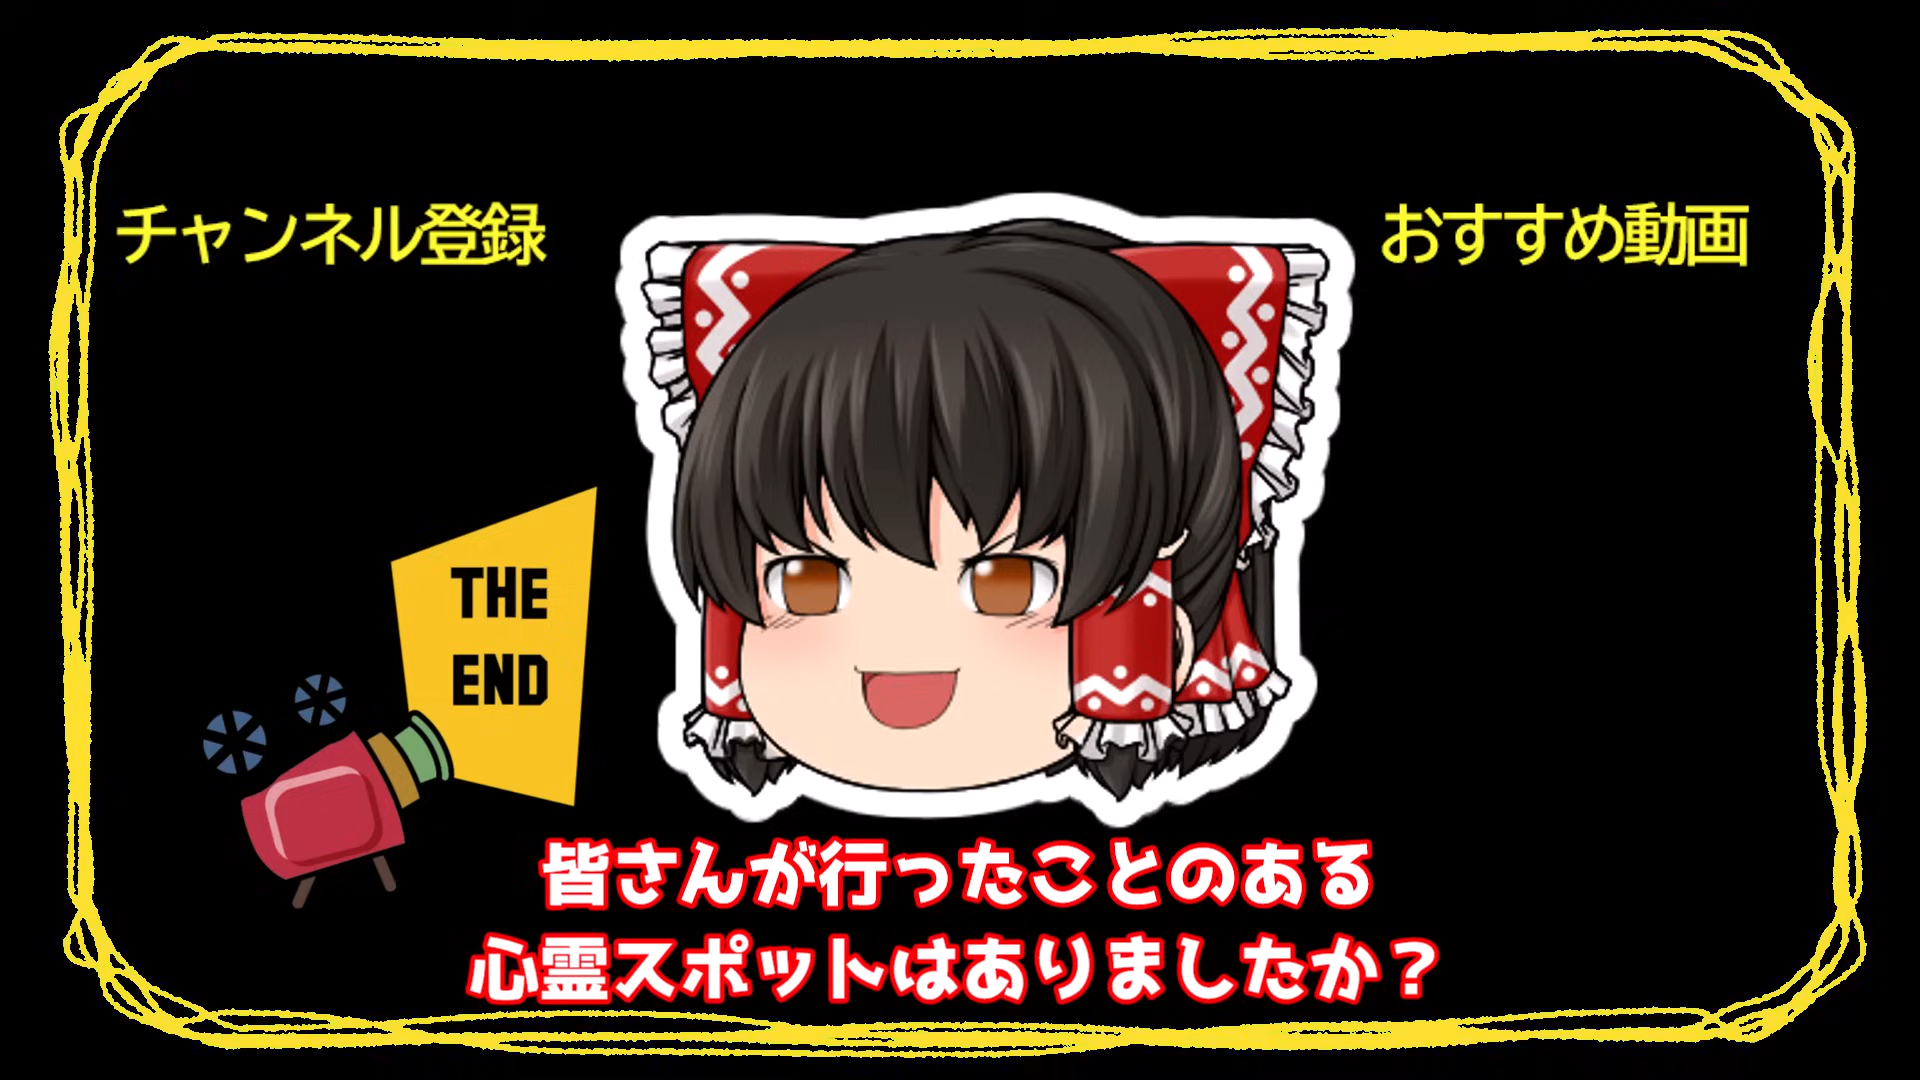 チャンネル登録
おすすめ動画
THE
END
皆さんが行ったことのある
心霊スポットはありましたか？